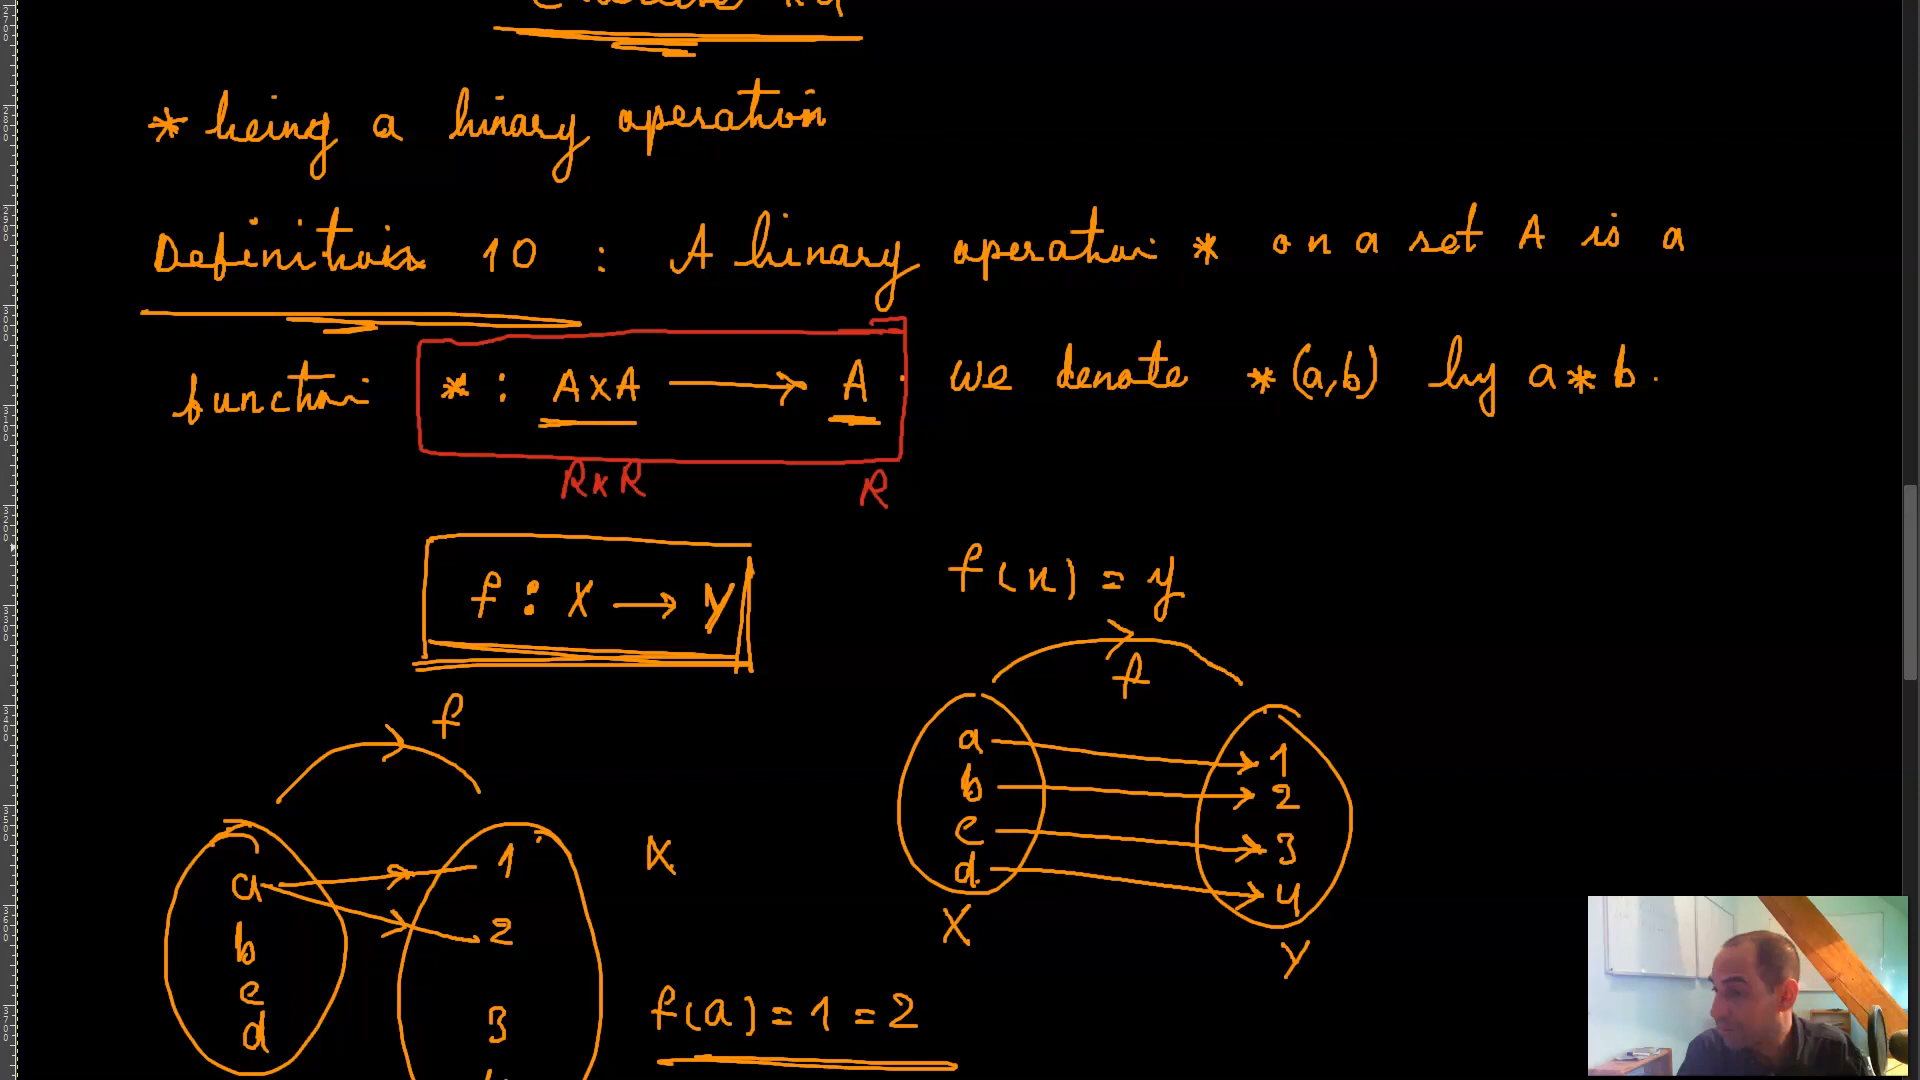 * being a binary operation
Definition 10 : A binary operation * on a set A is a
function * : A x A → A . We denote *(a,b) by a * b .
R x R R
f : X → Y
f(x) = y
f
f
a 1
b 2
c 3
d 4
X Y
a 1
b 2
c 3
d
f(a) = 1 = 2